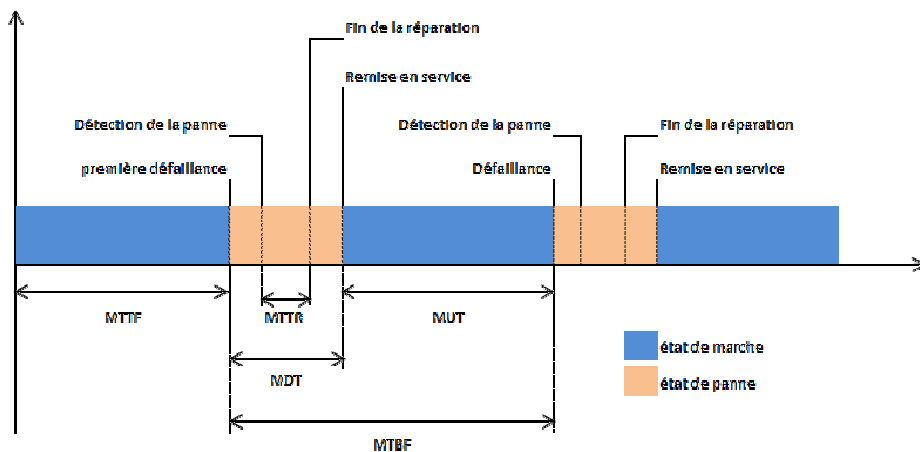 Fin de la réparation
Remise en service
Détection de la panne
Détection de la panne
Fin de la réparation
première défaillance
Défaillance
Remise en service
MTTF
MTTR
MUT
état de marche
MDT
état de panne
MTBF